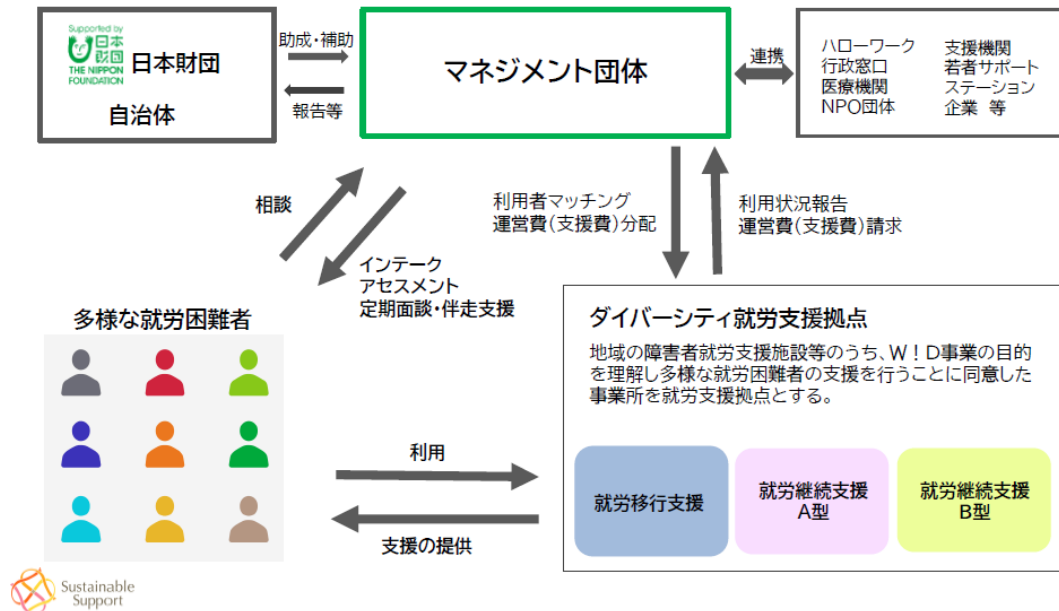 Supported by
日本
財団
THE NIPPON
FOUNDATION
日本財団
自治体
助成・補助
報告等
マネジメント団体
連携
ハローワーク
行政窓口
医療機関
NPO団体
支援機関
若者サポート
ステーション
企業 等
相談
インテーク
アセスメント
定期面談・伴走支援
利用者マッチング
運営費(支援費)分配
利用状況報告
運営費(支援費)請求
多様な就労困難者
ダイバーシティ就労支援拠点
地域の障害者就労支援施設等のうち、W!D事業の目的
を理解し多様な就労困難者の支援を行うことに同意した
事業所を就労支援拠点とする。
利用
支援の提供
就労移行支援
就労継続支援
A型
就労継続支援
B型
Sustainable
Support